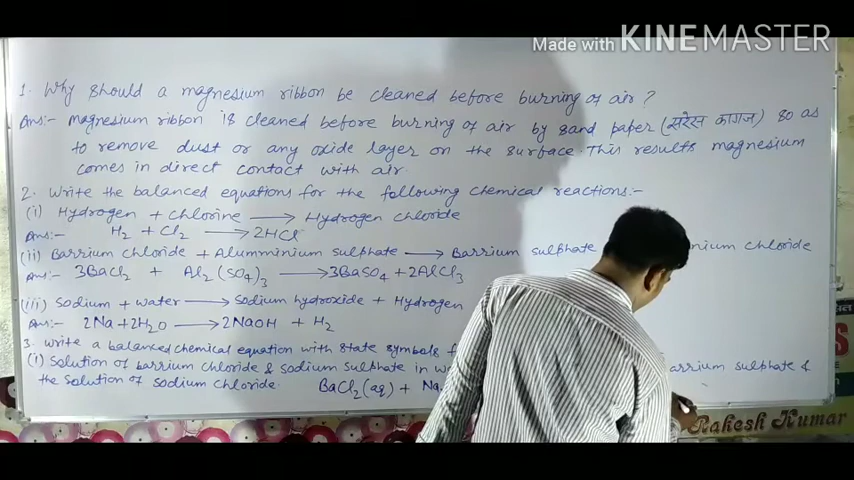 Made with KINEMASTER
1. Why should a magnesium ribbon be cleaned before burning of air?
Ans:- Magnesium ribbon is cleaned before burning of air by sand paper (सरेस कागज) so as
to remove dust or any oxide layer on the surface. This results magnesium
comes in direct contact with air.
2. Write the balanced equations for the following chemical reactions:-
(i) Hydrogen + Chlorine ⟶ Hydrogen chloride
Ans:- H₂ + Cl₂ ⟶ 2HCl
(ii) Barrium chloride + Alumminium sulphate ⟶ Barrium sulphate nium chloride
Ans:- 3BaCl₂ + Al₂(SO₄)₃ ⟶ 3BaSO₄ + 2AlCl₃
(iii) Sodium + water ⟶ Sodium hydroxide + Hydrogen
Ans:- 2Na + 2H₂O ⟶ 2NaOH + H₂
3. Write a balanced chemical equation with state symbols f
(i) Solution of barrium chloride & sodium sulphate in w arrium sulphate &
the solution of sodium chloride. BaCl₂(aq) + Na
Rakesh Kumar